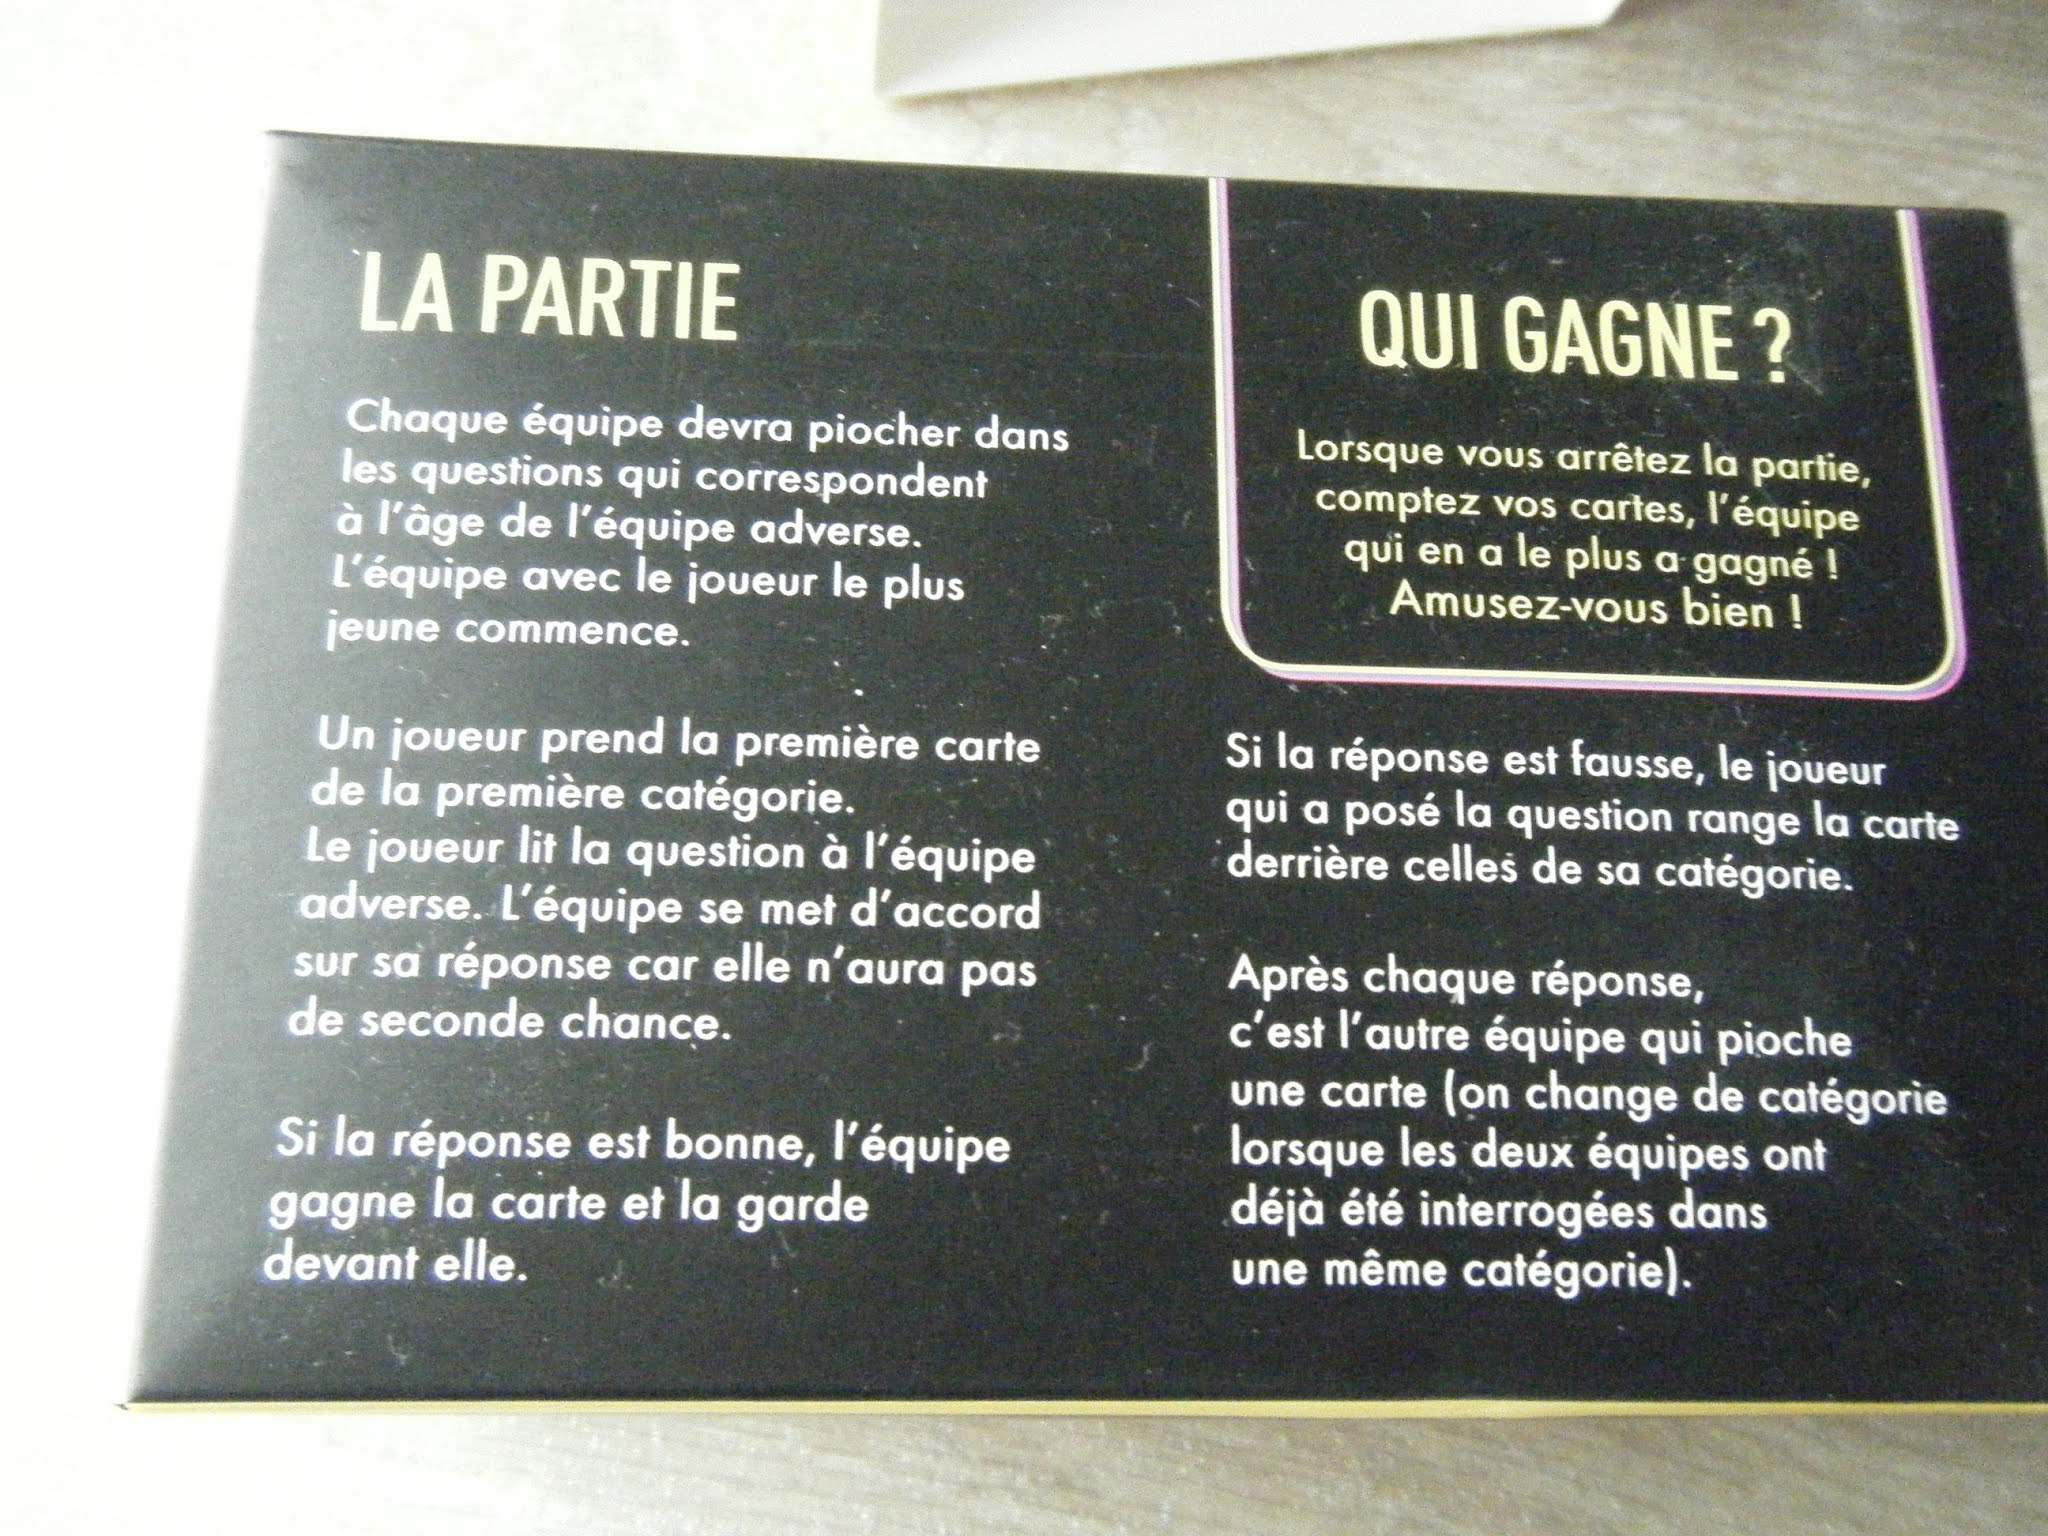 LA PARTIE
Chaque équipe devra piocher dans
les questions qui correspondent
à l'âge de l'équipe adverse.
L'équipe avec le joueur le plus
jeune commence.
Un joueur prend la première carte
de la première catégorie.
Le joueur lit la question à l'équipe
adverse. L'équipe se met d'accord
sur sa réponse car elle n'aura pas
de seconde chance.
Si la réponse est bonne, l'équipe
gagne la carte et la garde
devant elle.
QUI GAGNE ?
Lorsque vous arrêtez la partie,
comptez vos cartes, l'équipe
qui en a le plus a gagné !
Amusez-vous bien !
Si la réponse est fausse, le joueur
qui a posé la question range la carte
derrière celles de sa catégorie.
Après chaque réponse,
c'est l'autre équipe qui pioche
une carte (on change de catégorie
lorsque les deux équipes ont
déjà été interrogées dans
une même catégorie).